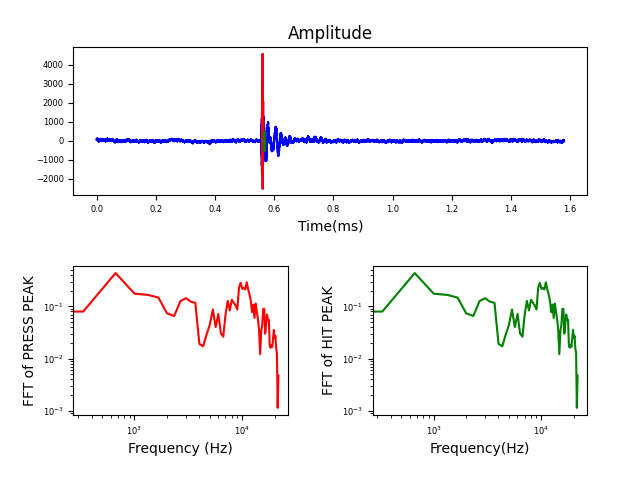 Amplitude
4000
3000
2000
1000
0
−1000
−2000
0.0 0.2 0.4 0.6 0.8 1.0 1.2 1.4 1.6
Time(ms)
FFT of PRESS PEAK
10⁻¹
10⁻²
10⁻³
10³ 10⁴
Frequency (Hz)
FFT of HIT PEAK
10⁻¹
10⁻²
10⁻³
10³ 10⁴
Frequency(Hz)